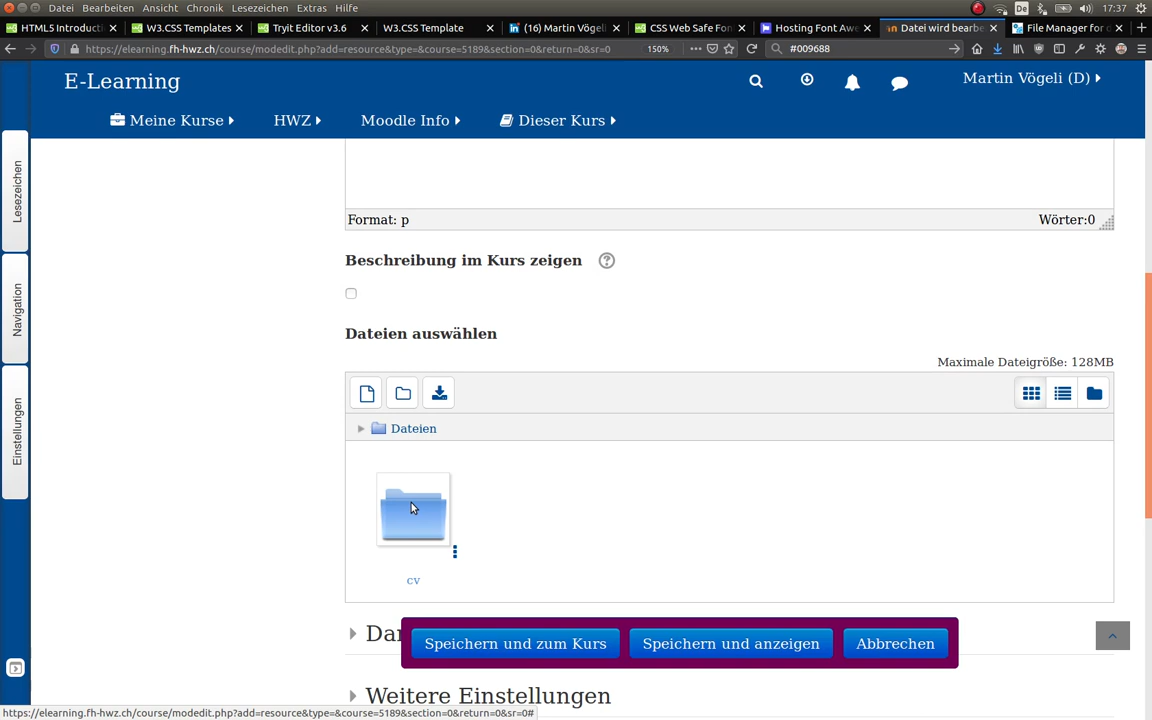 Datei Bearbeiten Ansicht Chronik Lesezeichen Extras Hilfe
De 17:37
HTML5 Introducti W3.CSS Templates Tryit Editor v3.6 W3.CSS Template (16) Martin Vögeli CSS Web Safe Fon Hosting Font Awe Datei wird bearbe File Manager for d
https://elearning.fh-hwz.ch/course/modedit.php?add=resource&type=&course=5189&section=0&return=0&sr=0 150% #009688
E-Learning
Martin Vögeli (D)
Meine Kurse HWZ Moodle Info Dieser Kurs
Lesezeichen
Navigation
Einstellungen
Format: p Wörter:0
Beschreibung im Kurs zeigen
Dateien auswählen
Maximale Dateigröße: 128MB
Dateien
cv
Dar
Speichern und zum Kurs Speichern und anzeigen Abbrechen
Weitere Einstellungen
https://elearning.fh-hwz.ch/course/modedit.php?add=resource&type=&course=5189&section=0&return=0&sr=0#